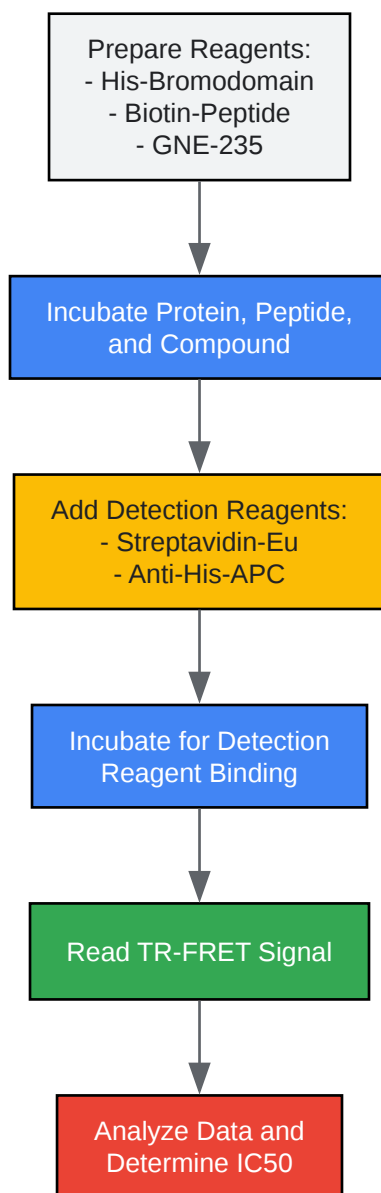 Prepare Reagents:
- His-Bromodomain
- Biotin-Peptide
- GNE-235
Incubate Protein, Peptide,
and Compound
Add Detection Reagents:
- Streptavidin-Eu
- Anti-His-APC
Incubate for Detection
Reagent Binding
Read TR-FRET Signal
Analyze Data and
Determine IC50